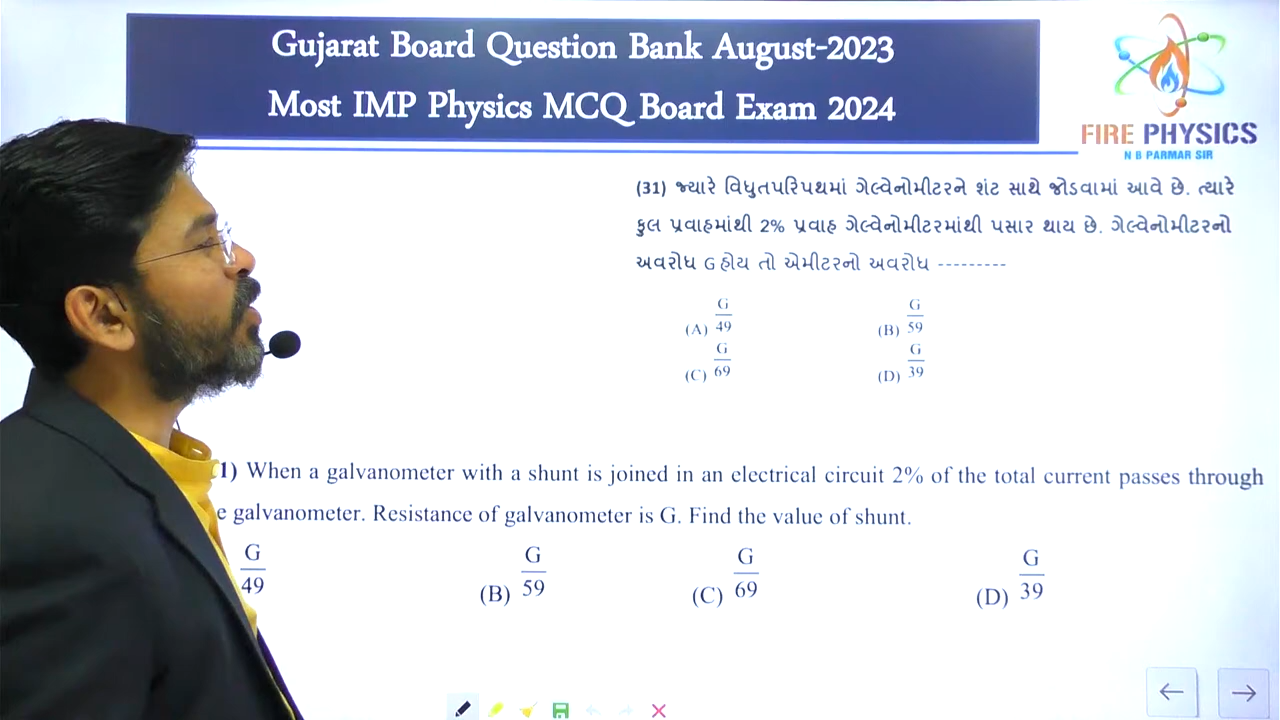 Gujarat Board Question Bank August-2023
Most IMP Physics MCQ Board Exam 2024
FIRE PHYSICS
N B PARMAR SIR
(31) જ્યારે વિધુતપરિપથમાં ગેલ્વેનોમીટરને શંટ સાથે જોડવામાં આવે છે. ત્યારે
કુલ પ્રવાહમાંથી 2% પ્રવાહ ગેલ્વેનોમીટરમાંથી પસાર થાય છે. ગેલ્વેનોમીટરનો
અવરોધ G હોય તો એમીટરનો અવરોધ ---------
(A) G/49 (B) G/59
(C) G/69 (D) G/39
1) When a galvanometer with a shunt is joined in an electrical circuit 2% of the total current passes through
e galvanometer. Resistance of galvanometer is G. Find the value of shunt.
G/49 (B) G/59 (C) G/69 (D) G/39